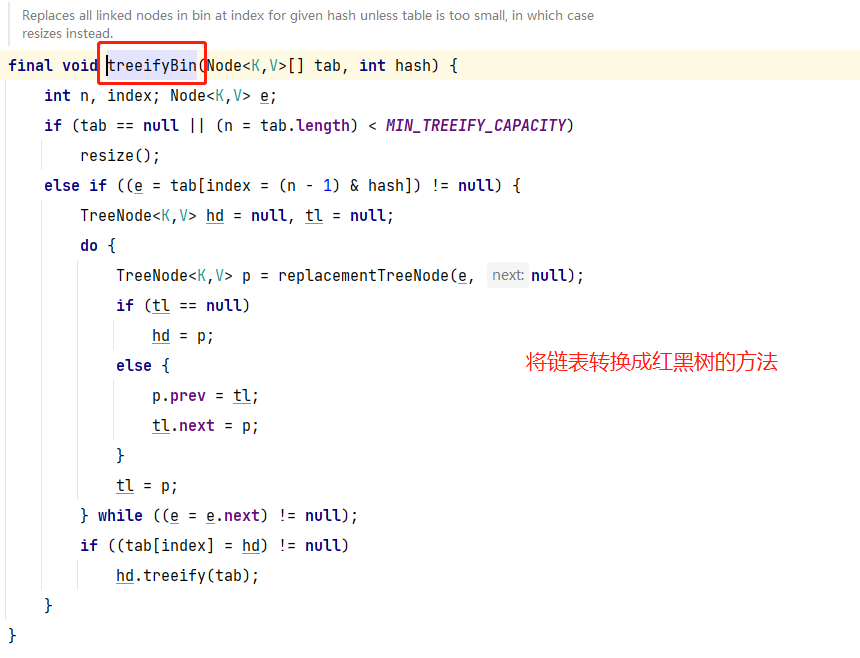 Replaces all linked nodes in bin at index for given hash unless table is too small, in which case
resizes instead.
final void treeifyBin(Node<K,V>[] tab, int hash) {
int n, index; Node<K,V> e;
if (tab == null || (n = tab.length) < MIN_TREEIFY_CAPACITY)
resize();
else if ((e = tab[index = (n - 1) & hash]) != null) {
TreeNode<K,V> hd = null, tl = null;
do {
TreeNode<K,V> p = replacementTreeNode(e, next: null);
if (tl == null)
hd = p;
else {
将链表转换成红黑树的方法
p.prev = tl;
tl.next = p;
}
tl = p;
} while ((e = e.next) != null);
if ((tab[index] = hd) != null)
hd.treeify(tab);
}
}